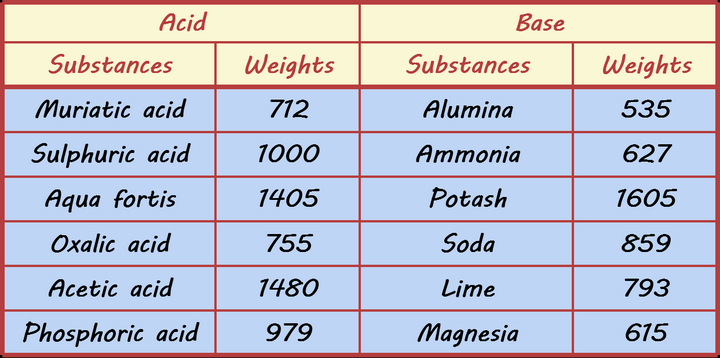 Acid Base
Substances Weights Substances Weights
Muriatic acid 712 Alumina 535
Sulphuric acid 1000 Ammonia 627
Aqua fortis 1405 Potash 1605
Oxalic acid 755 Soda 859
Acetic acid 1480 Lime 793
Phosphoric acid 979 Magnesia 615